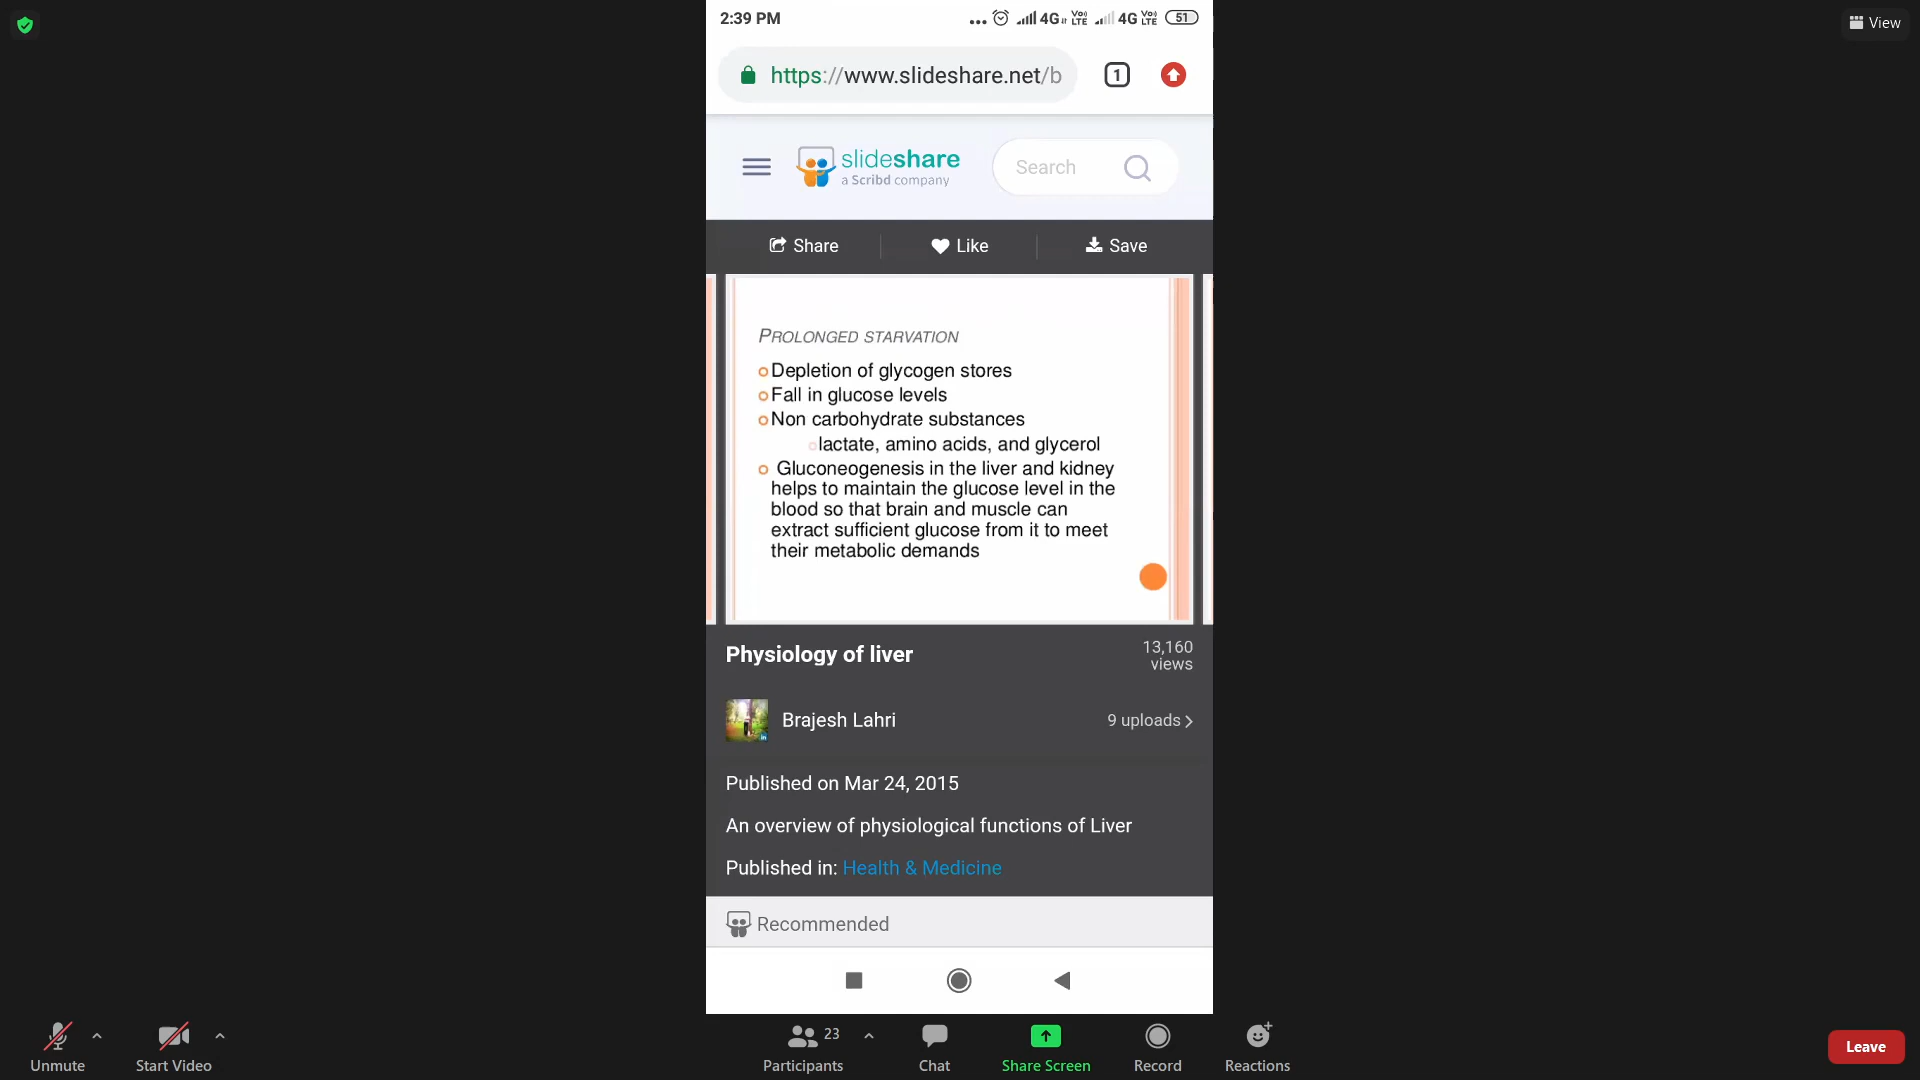 View
2:39 PM
4G VoLTE 4G VoLTE 51
https://www.slideshare.net/b
1
slideshare
a Scribd company
Search
Share
Like
Save
PROLONGED STARVATION
Depletion of glycogen stores
Fall in glucose levels
Non carbohydrate substances
lactate, amino acids, and glycerol
Gluconeogenesis in the liver and kidney
helps to maintain the glucose level in the
blood so that brain and muscle can
extract sufficient glucose from it to meet
their metabolic demands
Physiology of liver
13,160
views
Brajesh Lahri
9 uploads
Published on Mar 24, 2015
An overview of physiological functions of Liver
Published in: Health & Medicine
Recommended
Unmute
Start Video
23
Participants
Chat
Share Screen
Record
Reactions
Leave